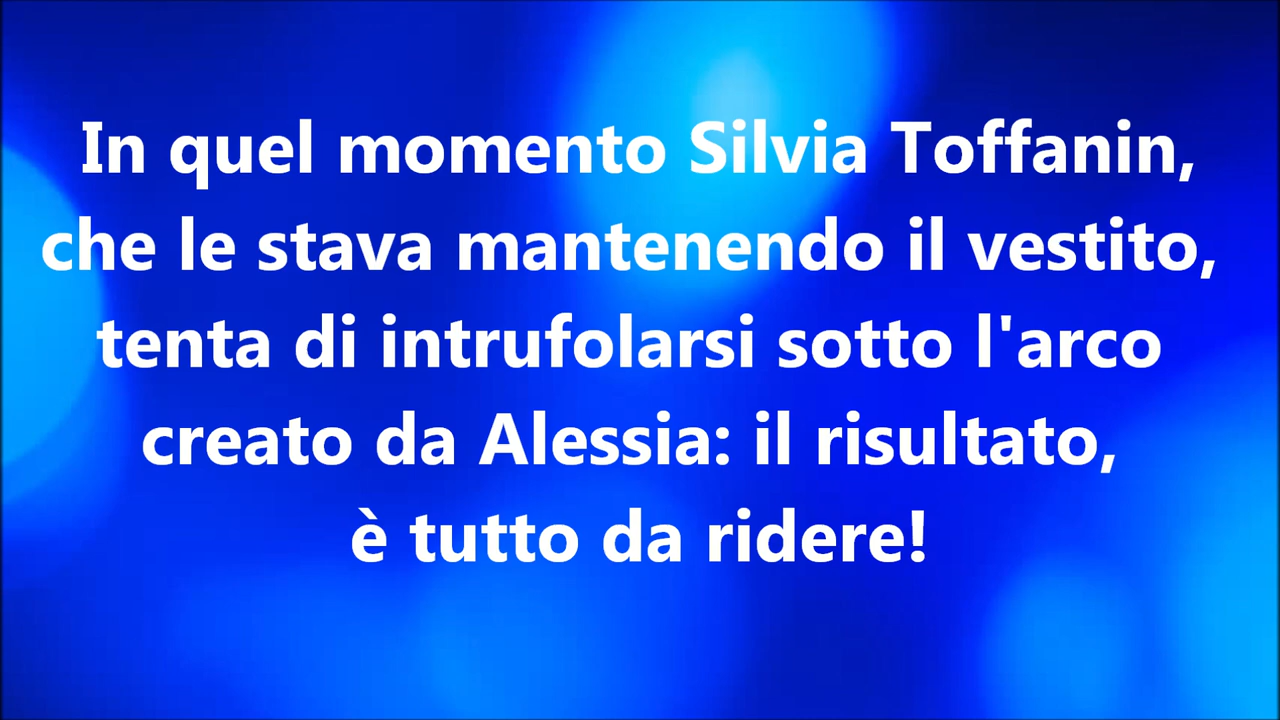 In quel momento Silvia Toffanin,
che le stava mantenendo il vestito,
tenta di intrufolarsi sotto l'arco
creato da Alessia: il risultato,
è tutto da ridere!